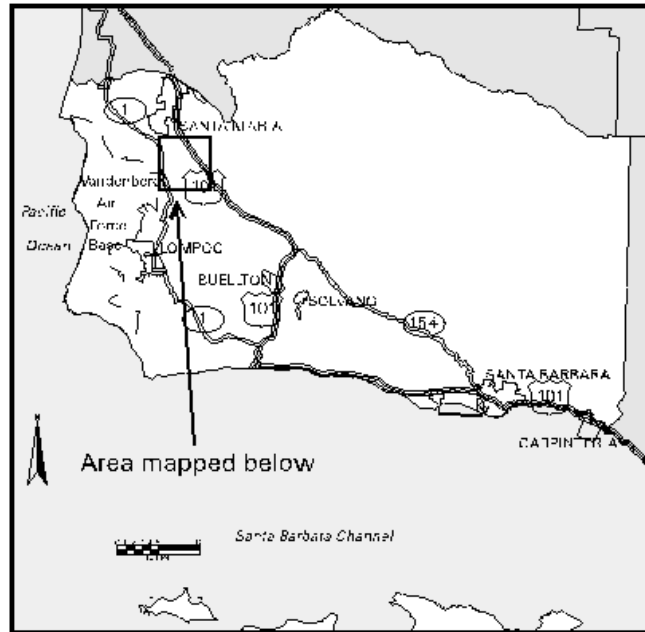 1
SANTA MARIA
Vandenberg
101
Air
Pacific
Force
Ocean
Base
LOMPOC
BUELLTON
101
SOLVANG
1
154
SANTA BARBARA
101
CARPINTERIA
N
Area mapped below
Santa Barbara Channel